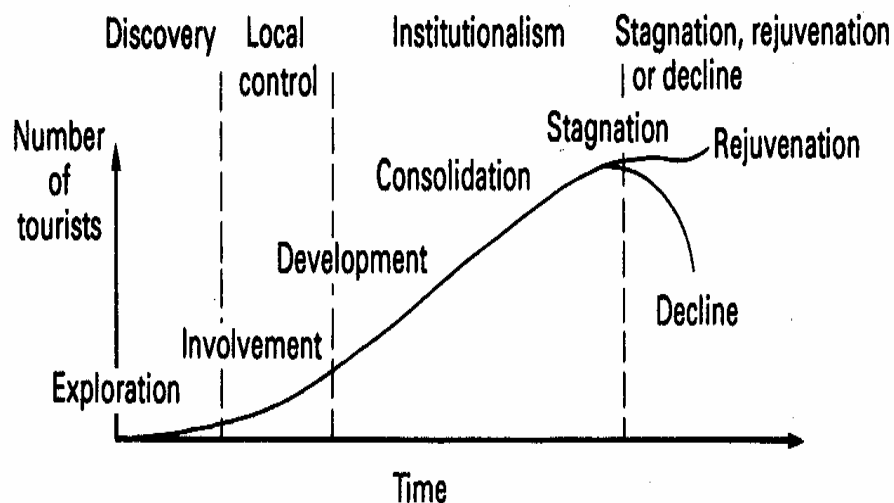 Discovery
Local
control
Institutionalism
Stagnation, rejuvenation
or decline
Number
of
tourists
Stagnation
Rejuvenation
Consolidation
Development
Decline
Involvement
Exploration
Time